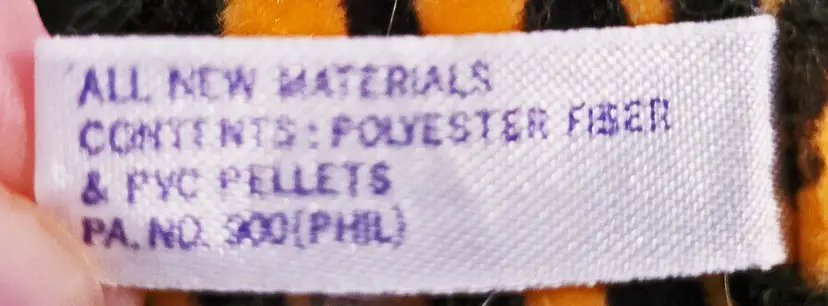 ALL NEW MATERIALS
CONTENTS: POLYESTER FIBER
& PVC PELLETS
PA. NO. 300(PHIL)